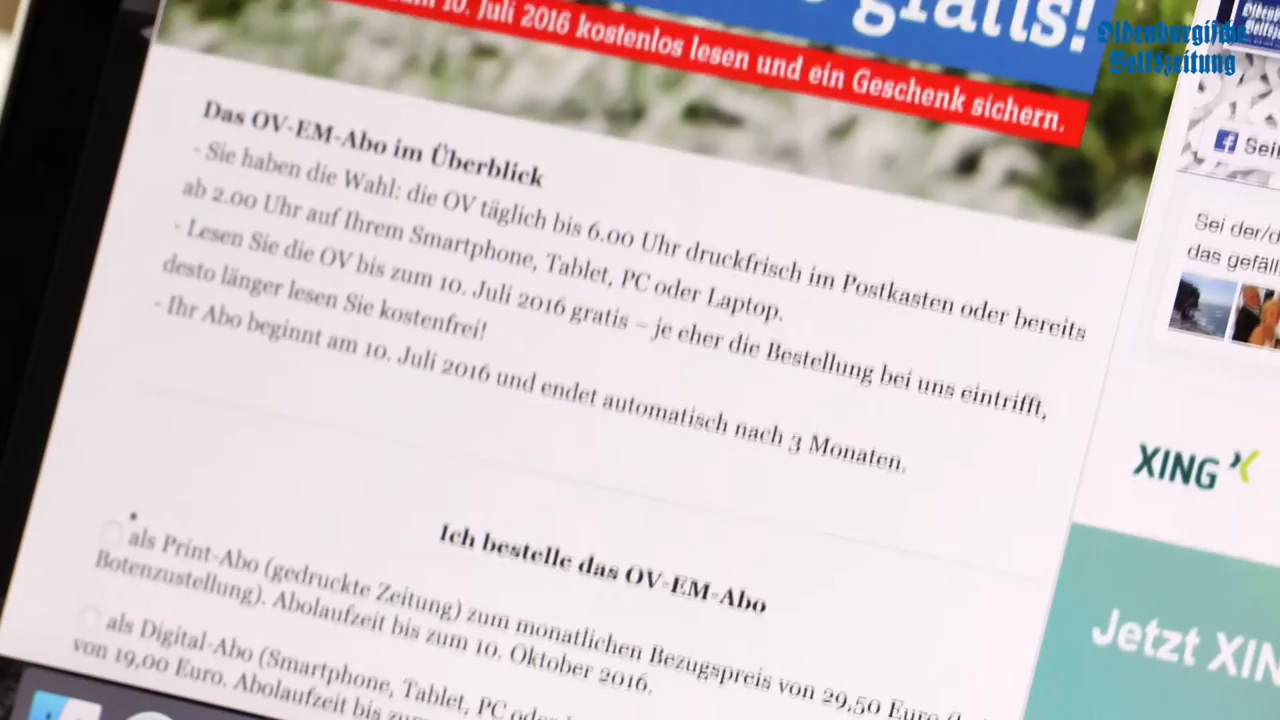 gratis!
zum 10. Juli 2016 kostenlos lesen und ein Geschenk sichern.
Oldenburgische
Volkszeitung
Das OV-EM-Abo im Überblick
- Sie haben die Wahl: die OV täglich bis 6.00 Uhr druckfrisch im Postkasten oder bereits
ab 2.00 Uhr auf Ihrem Smartphone, Tablet, PC oder Laptop.
- Lesen Sie die OV bis zum 10. Juli 2016 gratis – je eher die Bestellung bei uns eintrifft,
desto länger lesen Sie kostenfrei!
- Ihr Abo beginnt am 10. Juli 2016 und endet automatisch nach 3 Monaten.
Ich bestelle das OV-EM-Abo
als Print-Abo (gedruckte Zeitung) zum monatlichen Bezugspreis von 29,50 Euro
Botenzustellung). Abolaufzeit bis zum 10. Oktober 2016.
als Digital-Abo (Smartphone, Tablet, PC oder
von 19,00 Euro. Abolaufzeit bis zum
Sei der/d
das gefäll
XING
Jetzt XIN